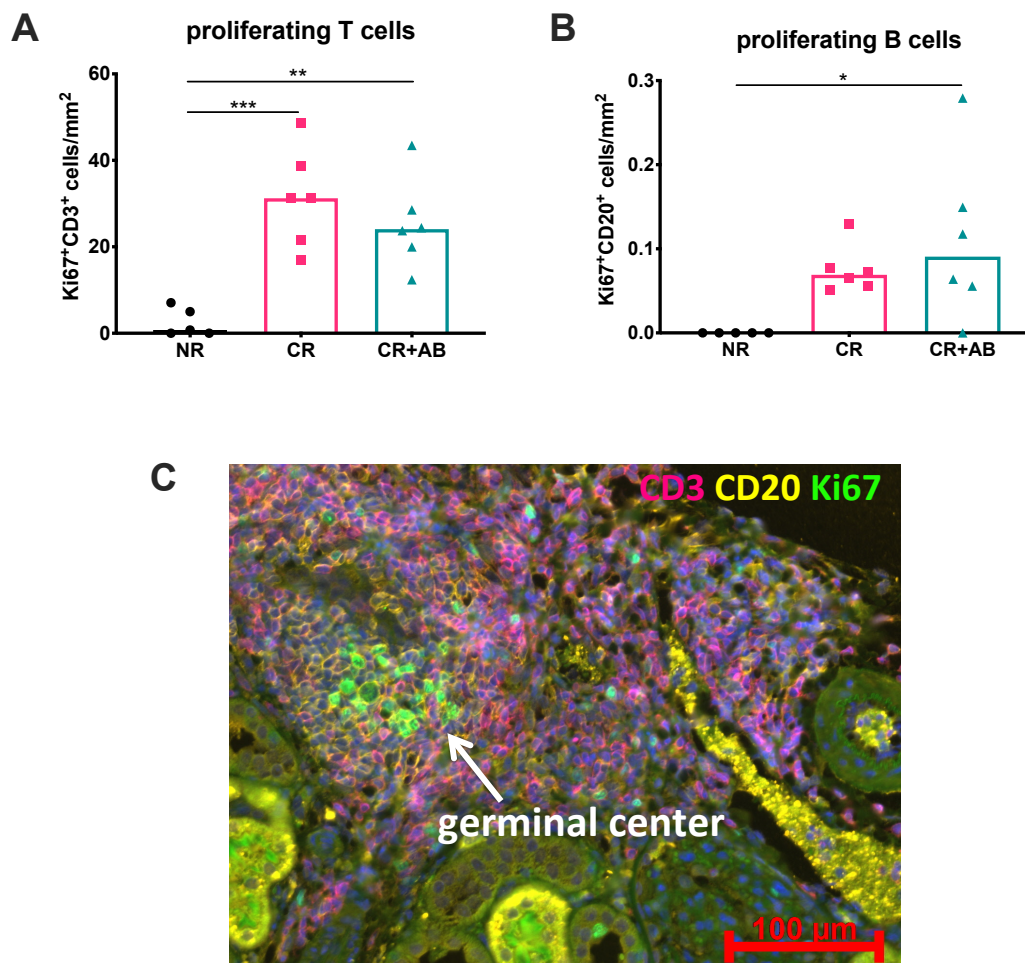 A
proliferating T cells
Ki67+CD3+ cells/mm2
60
40
20
0
**
***
NR
CR
CR+AB
B
proliferating B cells
Ki67+CD20+ cells/mm2
0.3
0.2
0.1
0.0
*
NR
CR
CR+AB
C
CD3 CD20 Ki67
germinal center
100 µm